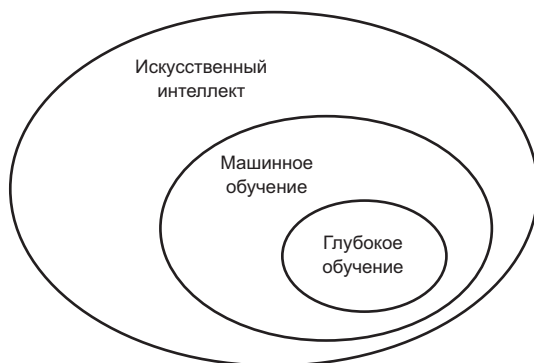 Искусственный
интеллект
Машинное
обучение
Глубокое
обучение